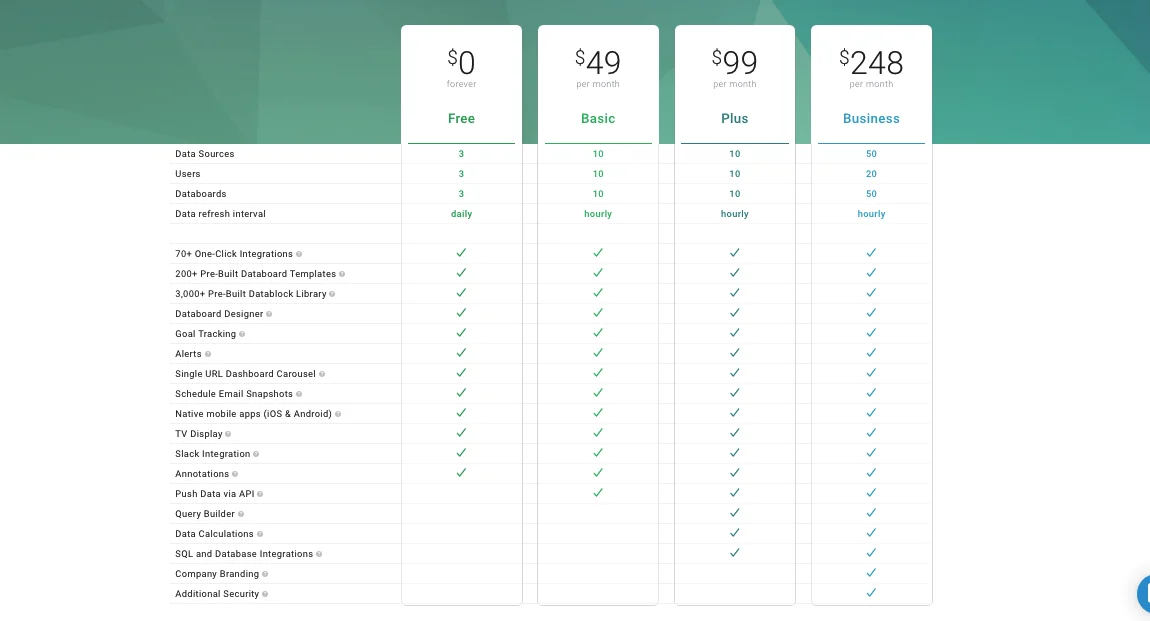 $0 $49 $99 $248
forever per month per month per month
Free Basic Plus Business
Data Sources 3 10 10 50
Users 3 10 10 20
Databoards 3 10 10 50
Data refresh interval daily hourly hourly hourly
70+ One-Click Integrations
200+ Pre-Built Databoard Templates
3,000+ Pre-Built Datablock Library
Databoard Designer
Goal Tracking
Alerts
Single URL Dashboard Carousel
Schedule Email Snapshots
Native mobile apps (iOS & Android)
TV Display
Slack Integration
Annotations
Push Data via API
Query Builder
Data Calculations
SQL and Database Integrations
Company Branding
Additional Security